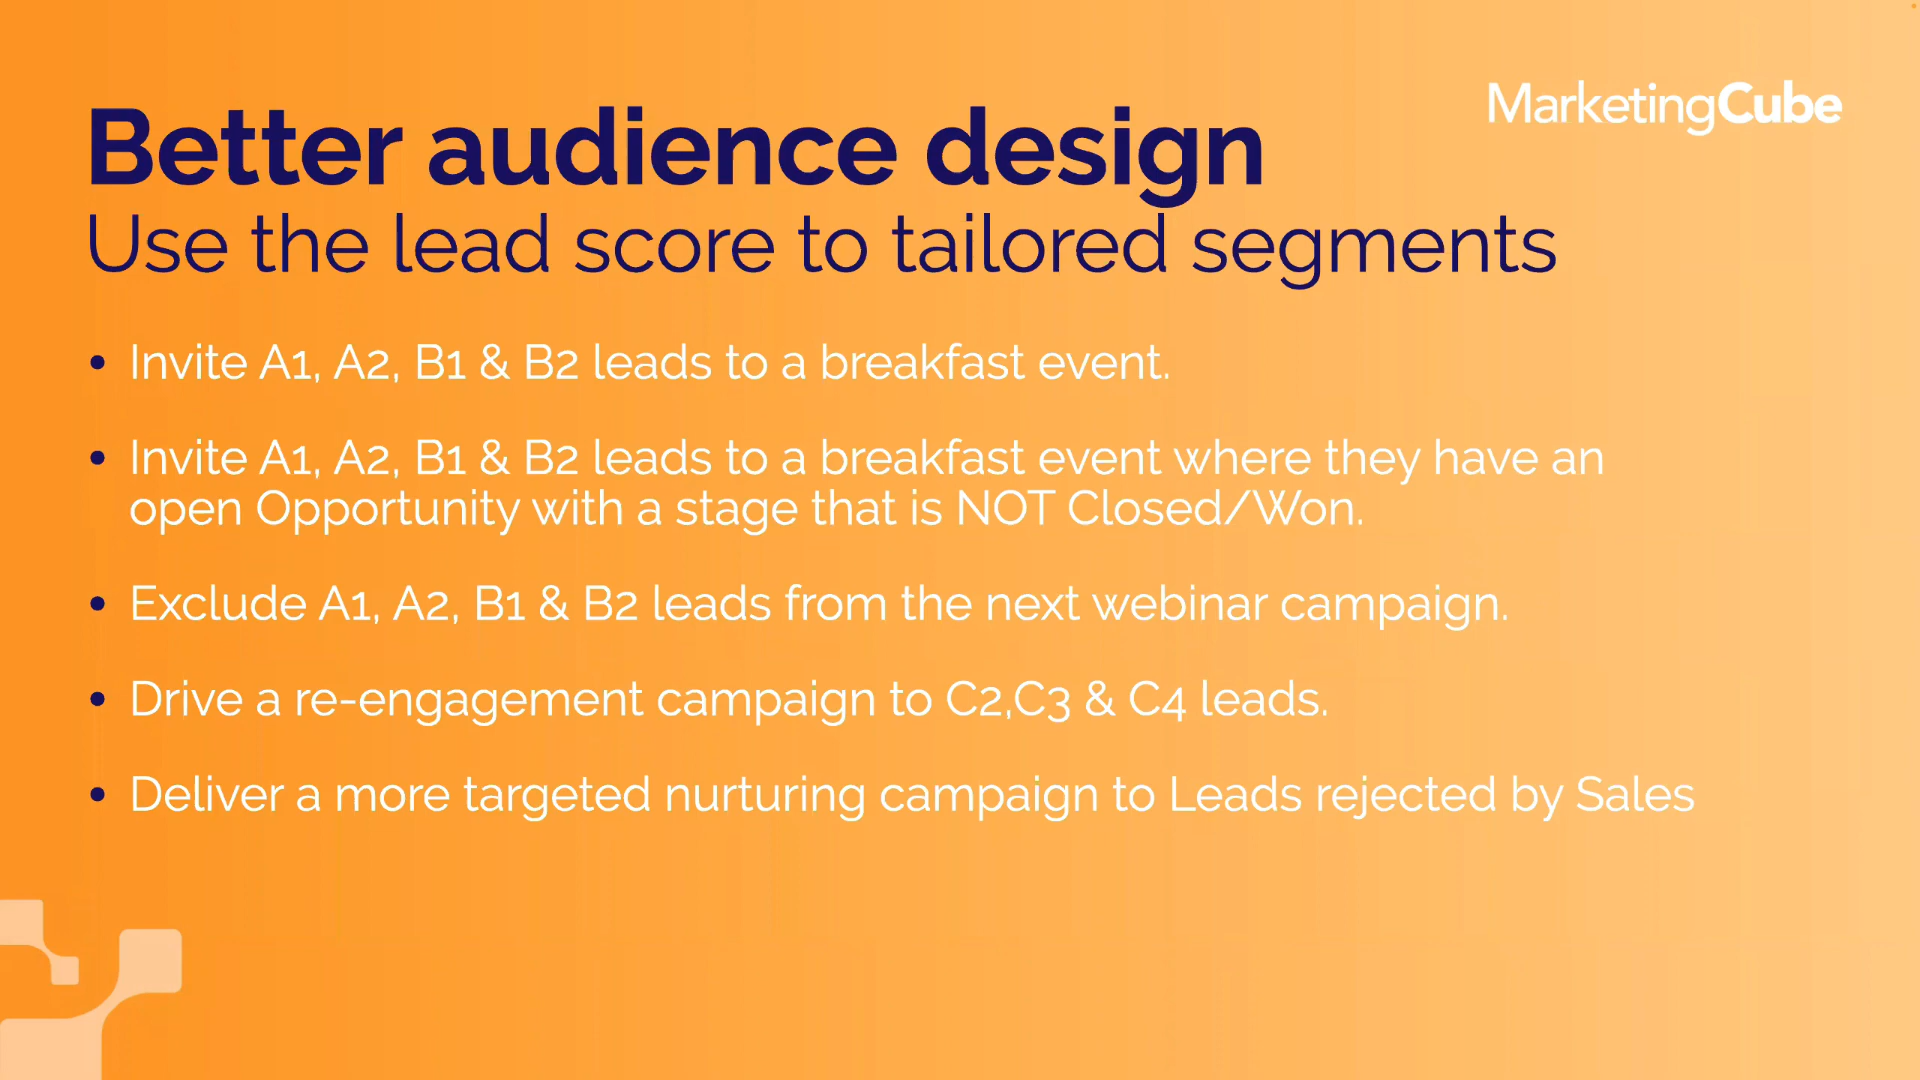 MarketingCube
Better audience design
Use the lead score to tailored segments
• Invite A1, A2, B1 & B2 leads to a breakfast event.
• Invite A1, A2, B1 & B2 leads to a breakfast event where they have an
open Opportunity with a stage that is NOT Closed/Won.
• Exclude A1, A2, B1 & B2 leads from the next webinar campaign.
• Drive a re-engagement campaign to C2,C3 & C4 leads.
• Deliver a more targeted nurturing campaign to Leads rejected by Sales